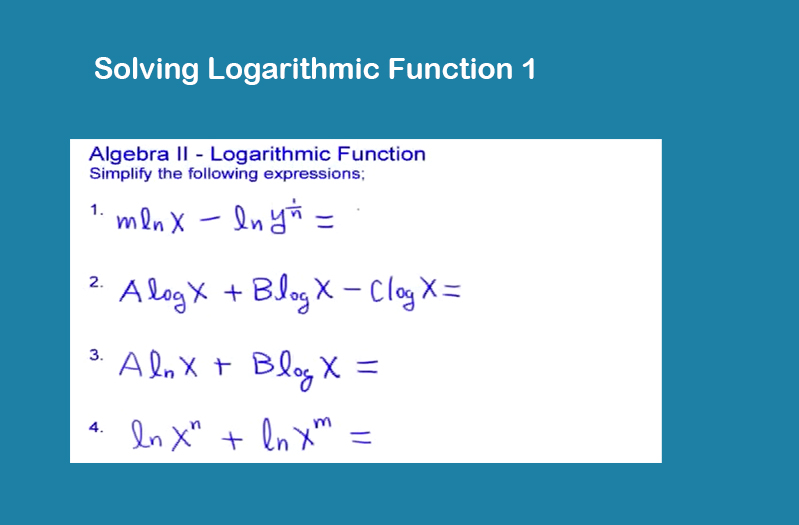 Solving Logarithmic Function 1
Algebra II - Logarithmic Function
Simplify the following expressions;
1. m ln x - ln y^(1/n) =
2. A log x + B log x - C log x =
3. A ln x + B log x =
4. ln x^n + ln x^m =